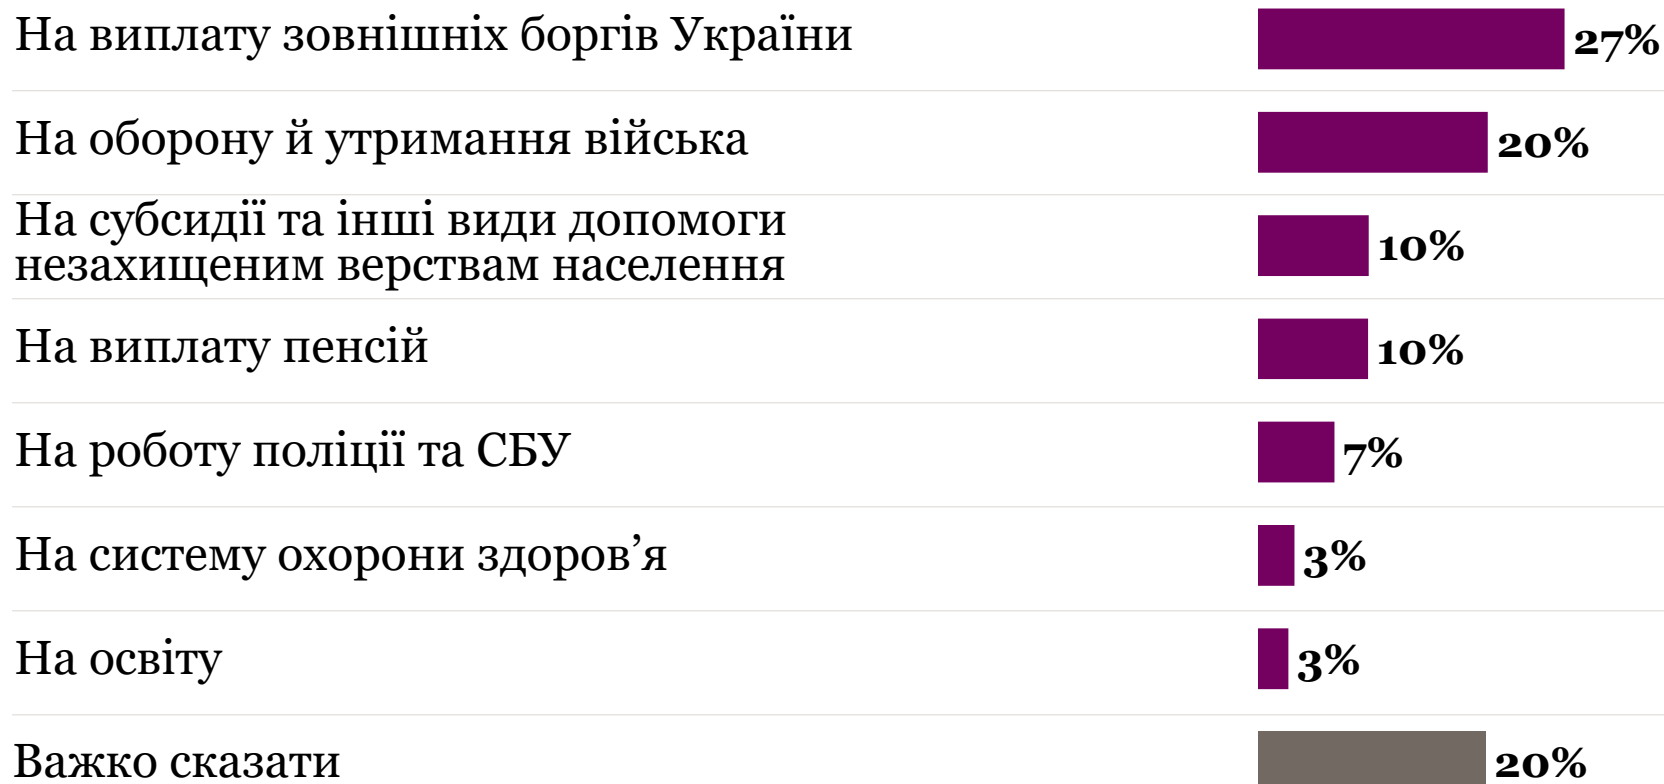 На виплату зовнішніх боргів України 27%
На оборону й утримання війська 20%
На субсидії та інші види допомоги
незахищеним верствам населення 10%
На виплату пенсій 10%
На роботу поліції та СБУ 7%
На систему охорони здоров’я 3%
На освіту 3%
Важко сказати 20%